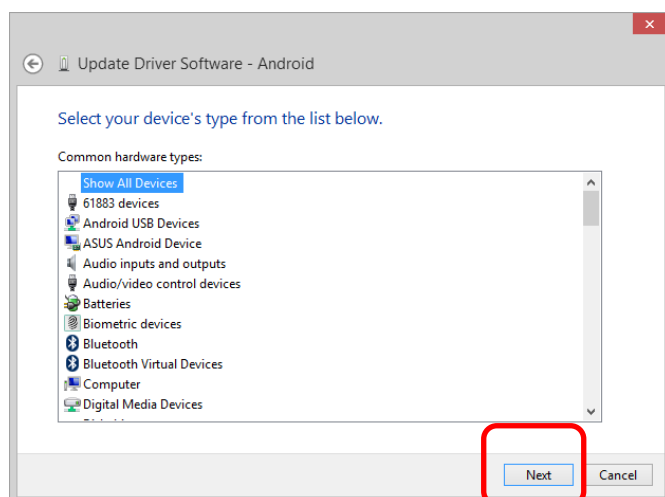 Update Driver Software - Android
Select your device's type from the list below.
Common hardware types:
Show All Devices
61883 devices
Android USB Devices
ASUS Android Device
Audio inputs and outputs
Audio/video control devices
Batteries
Biometric devices
Bluetooth
Bluetooth Virtual Devices
Computer
Digital Media Devices
Next
Cancel